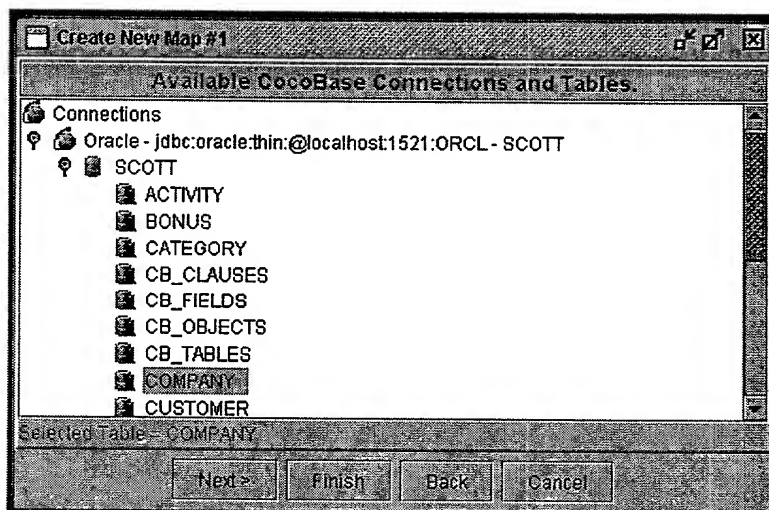 Create New Map #1
Available CocoBase Connections and Tables.
Connections
Oracle - jdbc:oracle:thin:@localhost:1521:ORCL - SCOTT
SCOTT
ACTIVITY
BONUS
CATEGORY
CB_CLAUSES
CB_FIELDS
CB_OBJECTS
CB_TABLES
COMPANY
CUSTOMER
Selected Table - COMPANY
Next > Finish Back Cancel